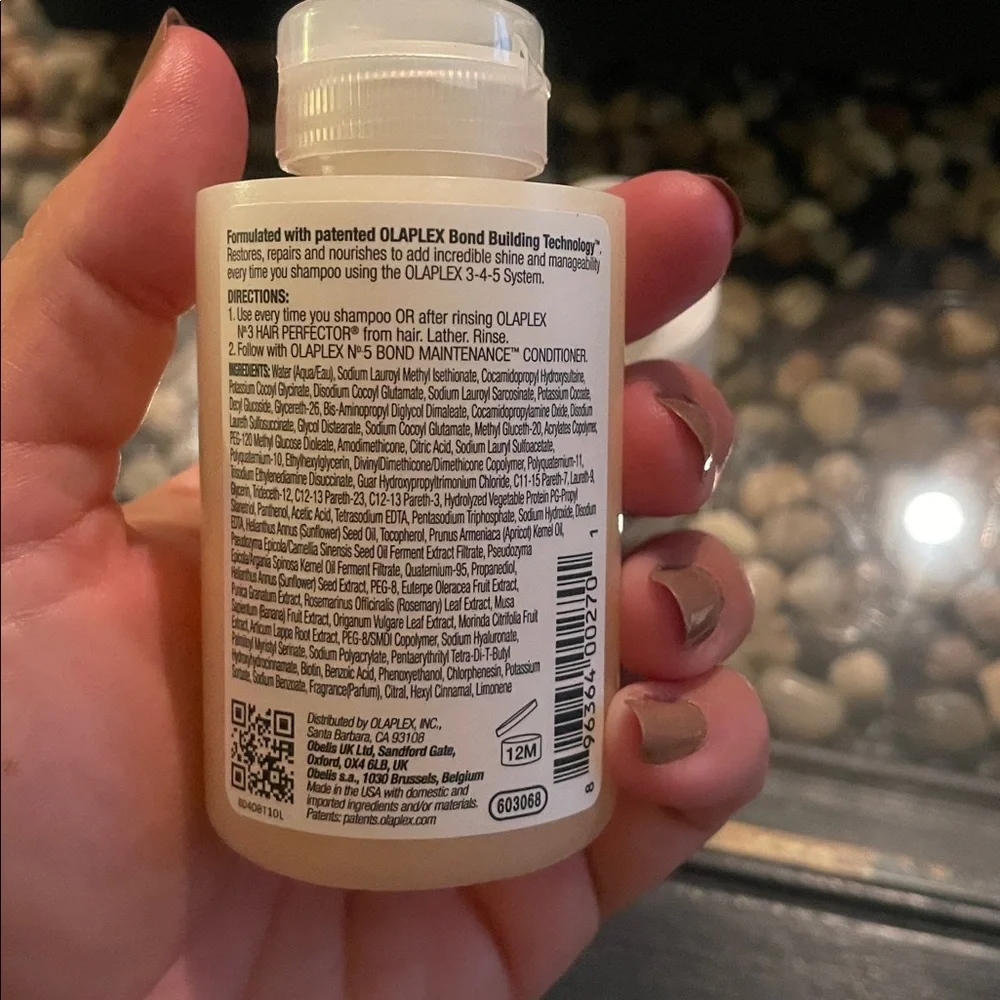 Formulated with patented OLAPLEX Bond Building Technology™.
Restores, repairs and nourishes to add incredible shine and manageability
every time you shampoo using the OLAPLEX 3-4-5 System.
DIRECTIONS:
1. Use every time you shampoo OR after rinsing OLAPLEX
Nº3 HAIR PERFECTOR® from hair. Lather. Rinse.
2. Follow with OLAPLEX Nº5 BOND MAINTENANCE™ CONDITIONER.
INGREDIENTS: Water (Aqua/Eau), Sodium Lauroyl Methyl Isethionate, Cocamidopropyl Hydroxysultaine,
Potassium Cocoyl Glycinate, Disodium Cocoyl Glutamate, Sodium Lauroyl Sarcosinate, Potassium Cocoate,
Decyl Glucoside, Glycereth-26, Bis-Aminopropyl Diglycol Dimaleate, Cocamidopropylamine Oxide, Disodium
Laureth Sulfosuccinate, Glycol Distearate, Sodium Cocoyl Glutamate, Methyl Gluceth-20, Acrylates Copolymer,
PEG-120 Methyl Glucose Dioleate, Amodimethicone, Citric Acid, Sodium Lauryl Sulfoacetate,
Polyquaternium-10, Ethylhexylglycerin, Divinyldimethicone/Dimethicone Copolymer, Polyquaternium-11,
Trisodium Ethylenediamine Disuccinate, Guar Hydroxypropyltrimonium Chloride, C11-15 Pareth-7, Laureth-9,
Glycerin, Trideceth-12, C12-13 Pareth-23, C12-13 Pareth-3, Hydrolyzed Vegetable Protein PG-Propyl
Silanetriol, Panthenol, Acetic Acid, Tetrasodium EDTA, Pentasodium Triphosphate, Sodium Hydroxide, Disodium
EDTA, Helianthus Annus (Sunflower) Seed Oil, Tocopherol, Prunus Armeniaca (Apricot) Kernel Oil,
Pseudozyma Epicola/Camellia Sinensis Seed Oil Ferment Extract Filtrate, Pseudozyma
Epicola/Argania Spinosa Kernel Oil Ferment Filtrate, Quaternium-95, Propanediol,
Helianthus Annus (Sunflower) Seed Extract, PEG-8, Euterpe Oleracea Fruit Extract,
Punica Granatum Extract, Rosemarinus Officinalis (Rosemary) Leaf Extract, Musa
Sapientum (Banana) Fruit Extract, Origanum Vulgare Leaf Extract, Morinda Citrifolia Fruit
Extract, Articum Lappa Root Extract, PEG-8/SMDI Copolymer, Sodium Hyaluronate,
Palmitoyl Myristyl Serinate, Sodium Polyacrylate, Pentaerythrityl Tetra-Di-T-Butyl
Hydroxyhydrocinnamate, Biotin, Benzoic Acid, Phenoxyethanol, Chlorphenesin, Potassium
Sorbate, Sodium Benzoate, Fragrance(Parfum), Citral, Hexyl Cinnamal, Limonene
Distributed by OLAPLEX, INC.,
Santa Barbara, CA 93108
Obelis UK Ltd, Sandford Gate,
Oxford, OX4 6LB, UK
Obelis s.a., 1030 Brussels, Belgium
Made in the USA with domestic and
imported ingredients and/or materials.
Patents: patents.olaplex.com
12M
603068
8 96364 00270 1